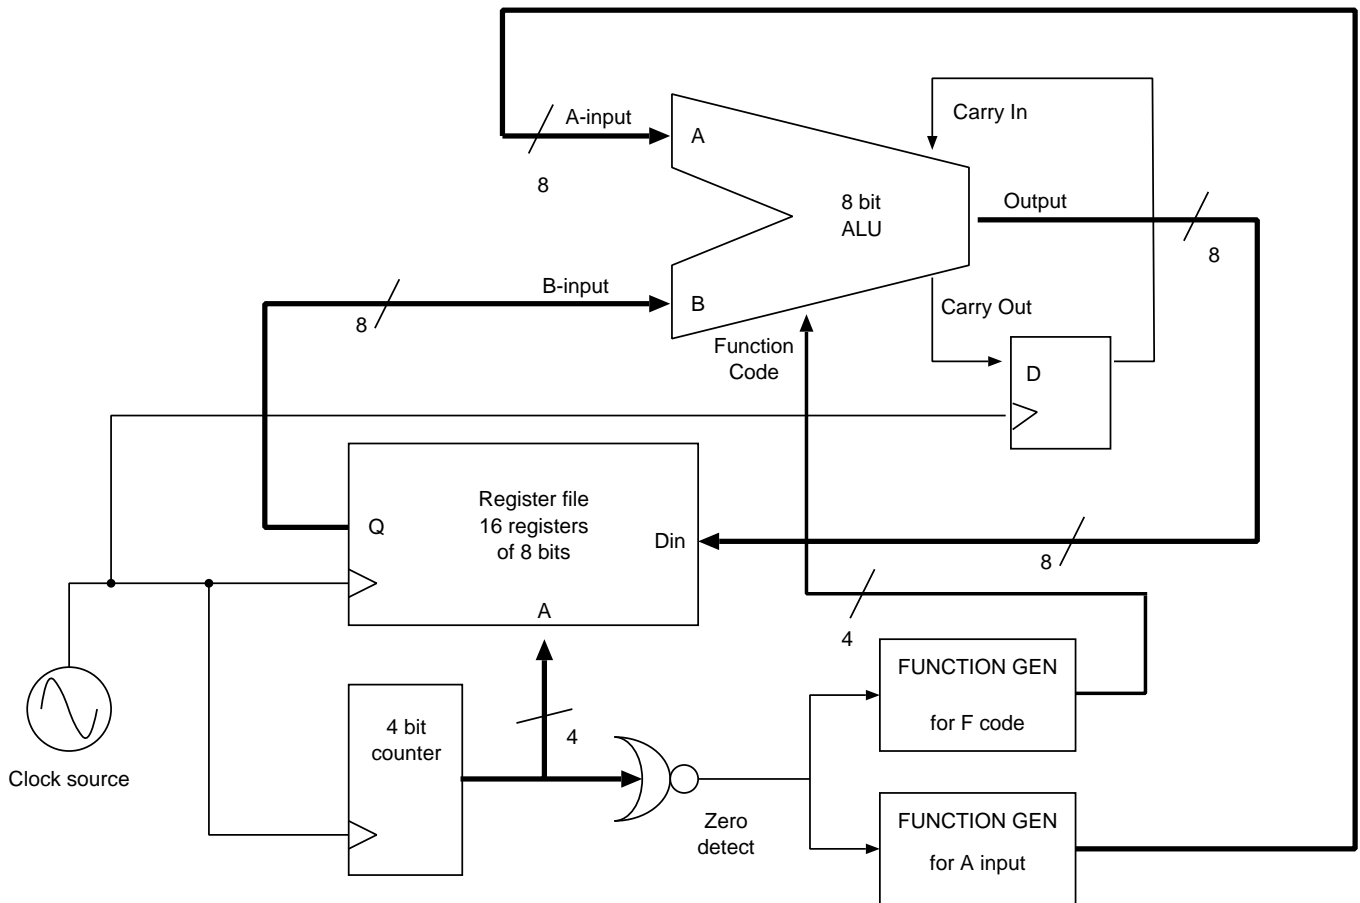 Carry In
A-input
A
8
8 bit
ALU
Output
8
B-input
8
B
Carry Out
Function
Code
D
Register file
16 registers
of 8 bits
Q
Din
8
A
4
FUNCTION GEN
for F code
4 bit
counter
4
Clock source
Zero
detect
FUNCTION GEN
for A input